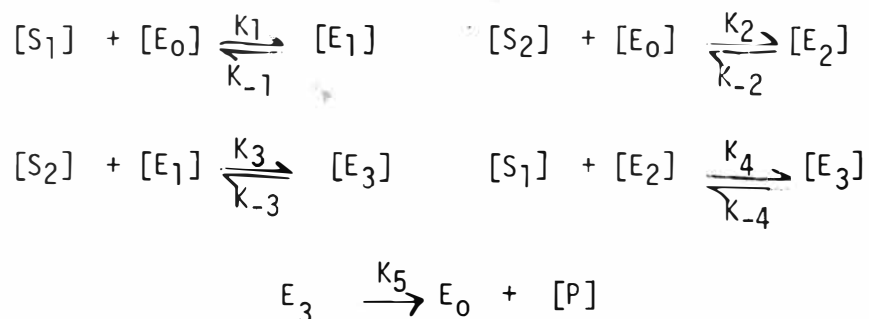 [S₁] + [E₀] K₁ ⇌ K₋₁ [E₁] [S₂] + [E₀] K₂ ⇌ K₋₂ [E₂]
[S₂] + [E₁] K₃ ⇌ K₋₃ [E₃] [S₁] + [E₂] K₄ ⇌ K₋₄ [E₃]
E₃ K₅ → E₀ + [P]